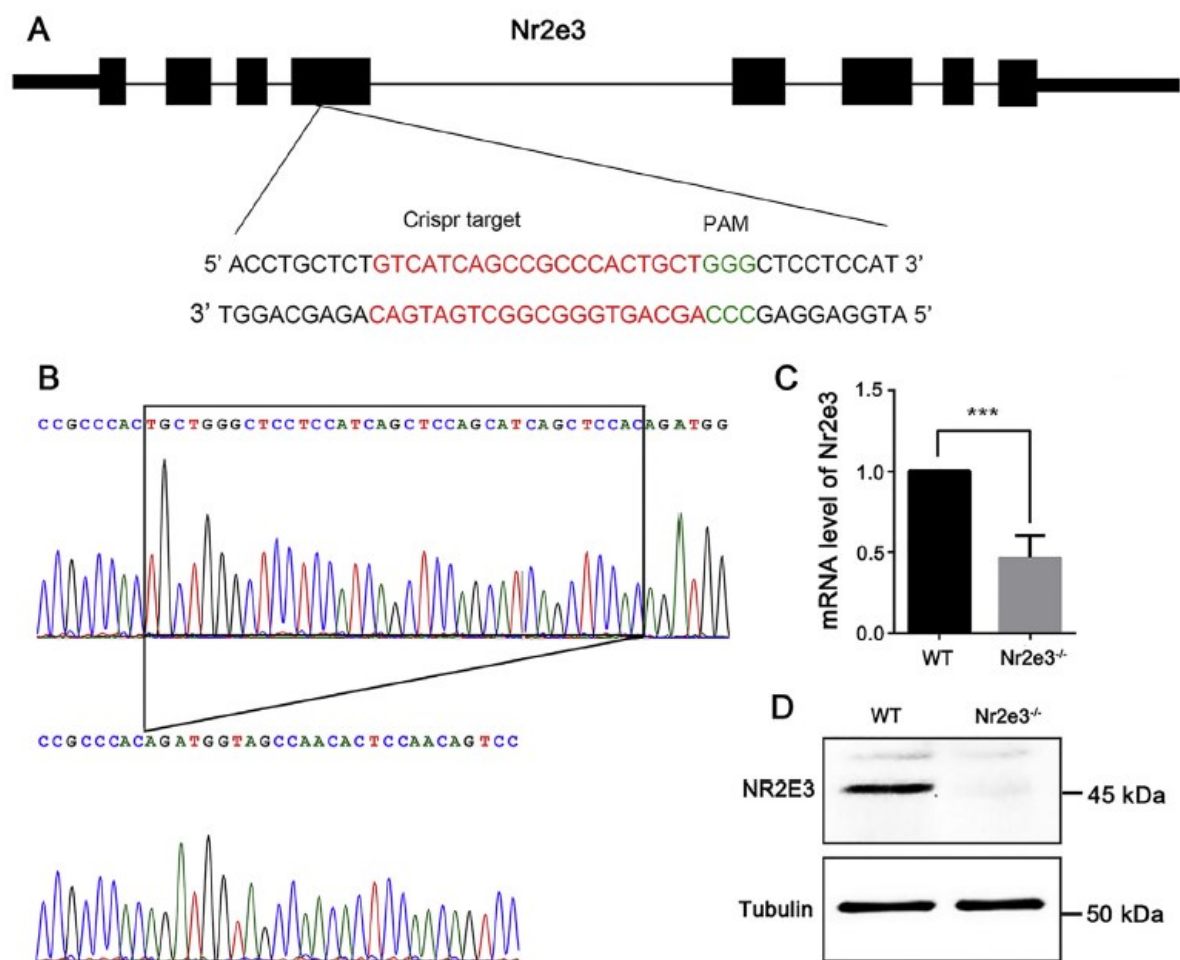 A
Nr2e3
Crispr target PAM
5' ACCTGCTCTGTCATCAGCCGCCCACTGCTGGGCTCCTCCAT 3'
3' TGGACGAGACAGTAGTCGGCGGGTGACGACCCGAGGAGGTA 5'
B
CCGCCCACTGCTGGGCTCCTCCATCAGCTCCAGCATCAGCTCCACAGATGG
CCGCCCACAGATGGTAGCCAACACTCCAACAGTCC
C
mRNA level of Nr2e3
1.5
1.0
0.5
0.0
***
WT Nr2e3-/-
D
WT Nr2e3-/-
NR2E3 45 kDa
Tubulin 50 kDa